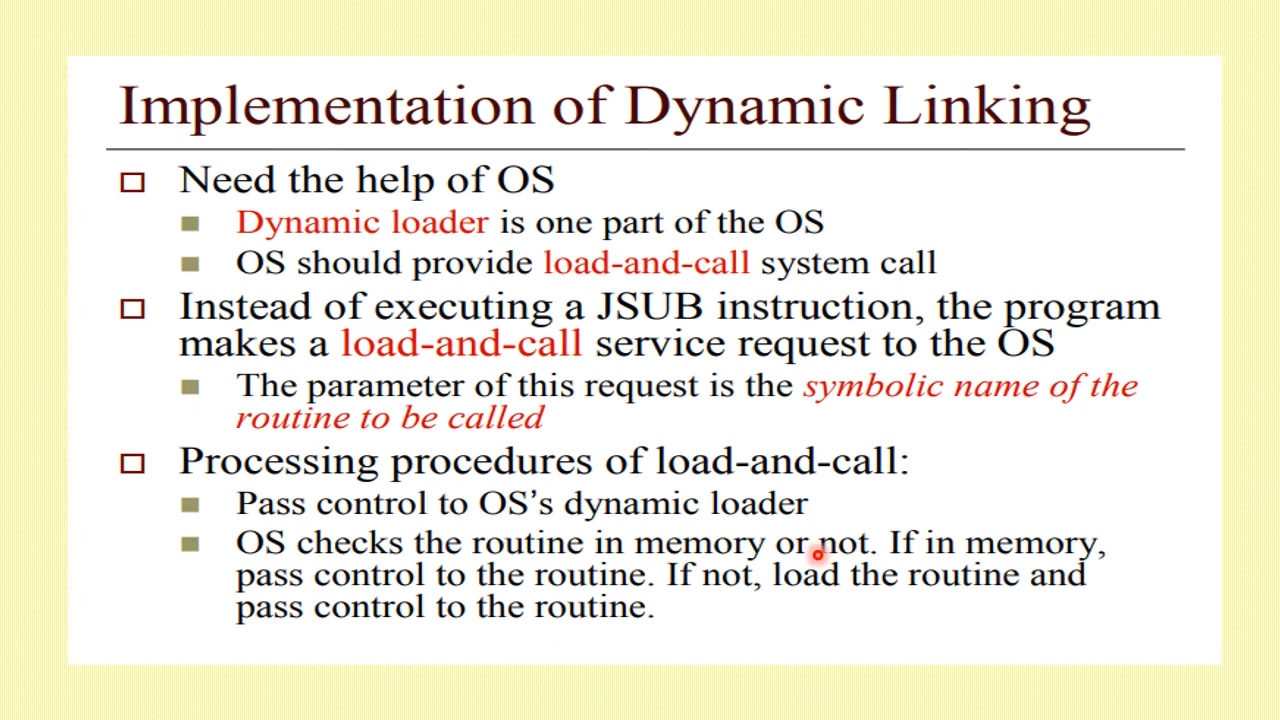 Implementation of Dynamic Linking
Need the help of OS
Dynamic loader is one part of the OS
OS should provide load-and-call system call
Instead of executing a JSUB instruction, the program
makes a load-and-call service request to the OS
The parameter of this request is the symbolic name of the
routine to be called
Processing procedures of load-and-call:
Pass control to OS’s dynamic loader
OS checks the routine in memory or not. If in memory,
pass control to the routine. If not, load the routine and
pass control to the routine.